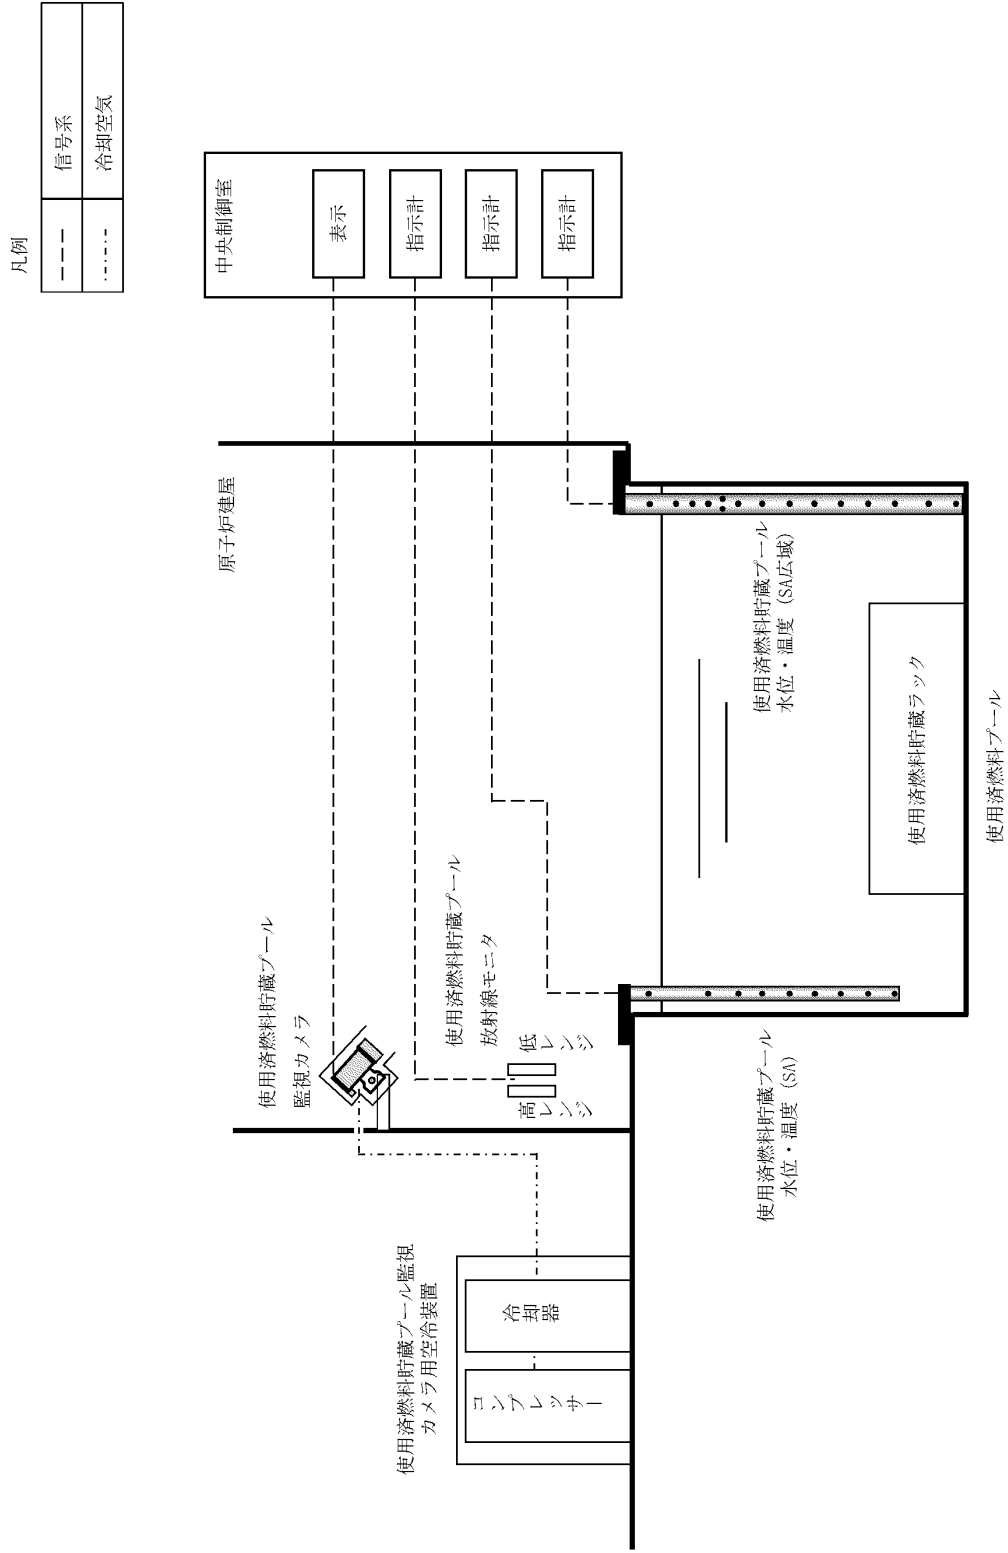 凡例
信号系
冷却空気
中央制御室
表示
指示計
指示計
指示計
原子炉建屋
使用済燃料貯蔵プール
監視カメラ
使用済燃料貯蔵プール
放射線モニタ
高レンジ
低レンジ
使用済燃料貯蔵プール監視
カメラ用空冷装置
コンプレッサー
冷却器
使用済燃料貯蔵プール
水位・温度（SA）
使用済燃料貯蔵プール
水位・温度（SA広域）
使用済燃料貯蔵ラック
使用済燃料プール